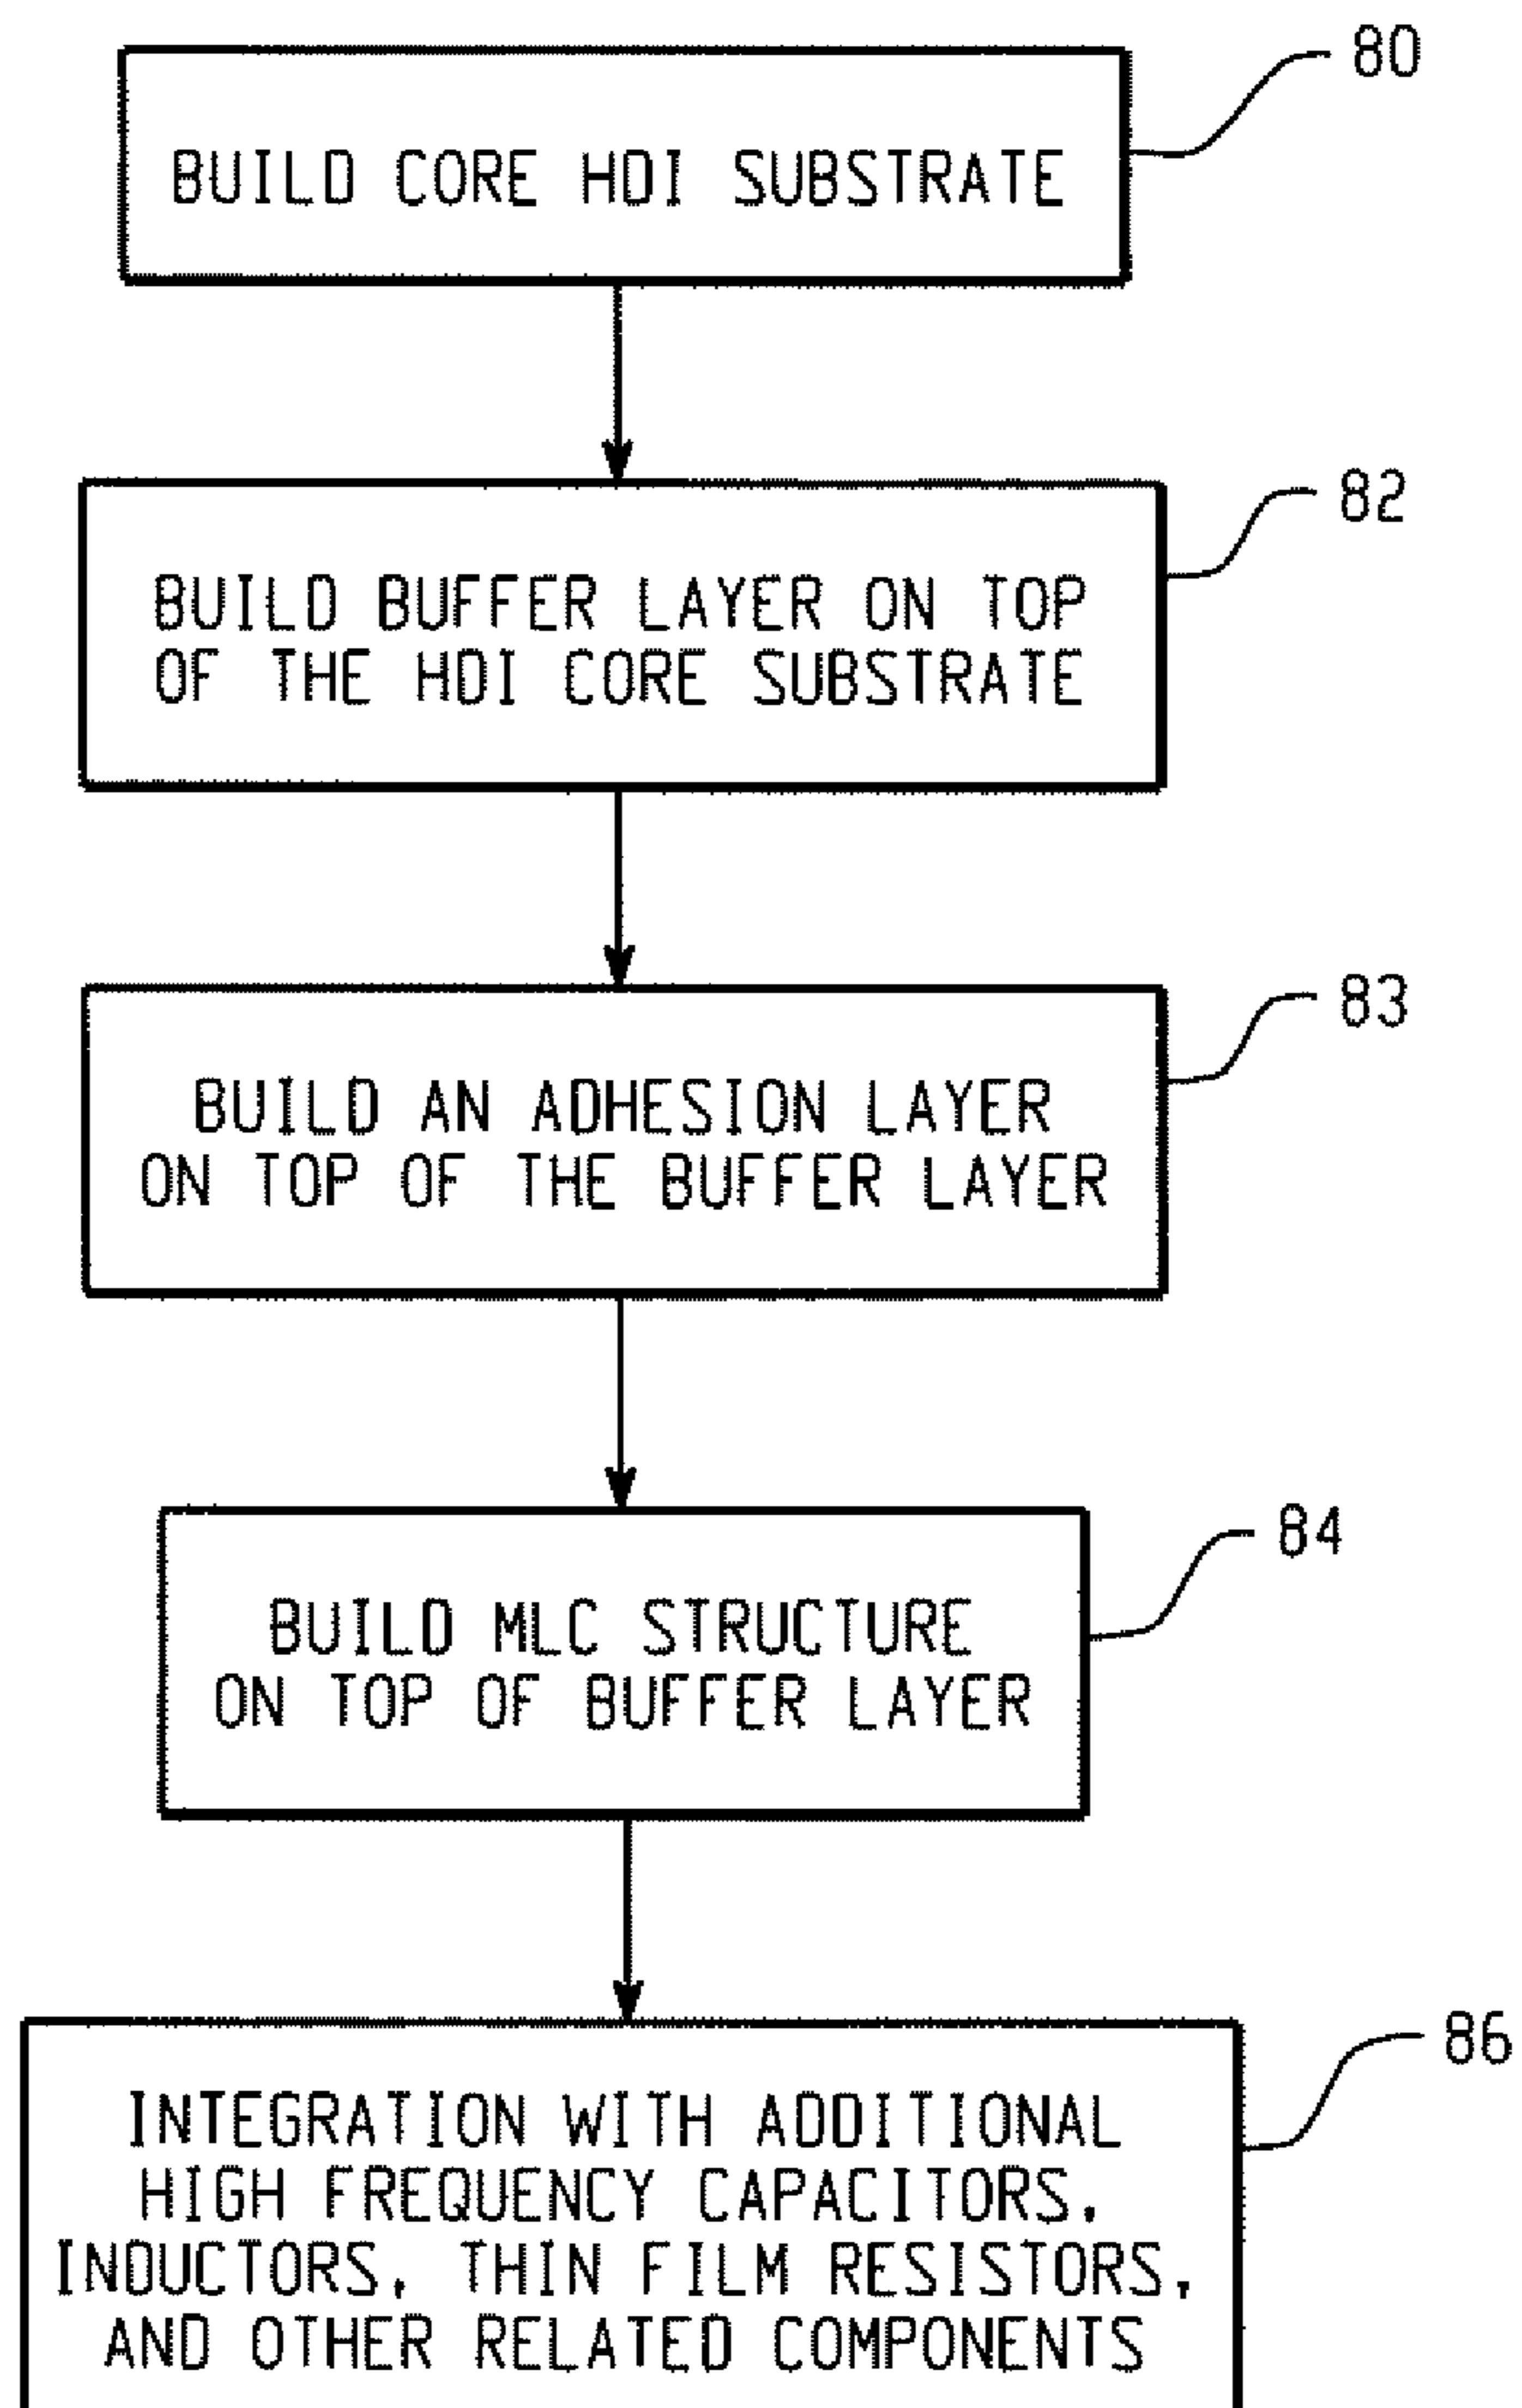 80
BUILD CORE HDI SUBSTRATE
82
BUILD BUFFER LAYER ON TOP
OF THE HDI CORE SUBSTRATE
83
BUILD AN ADHESION LAYER
ON TOP OF THE BUFFER LAYER
84
BUILD MLC STRUCTURE
ON TOP OF BUFFER LAYER
86
INTEGRATION WITH ADDITIONAL
HIGH FREQUENCY CAPACITORS,
INDUCTORS, THIN FILM RESISTORS,
AND OTHER RELATED COMPONENTS